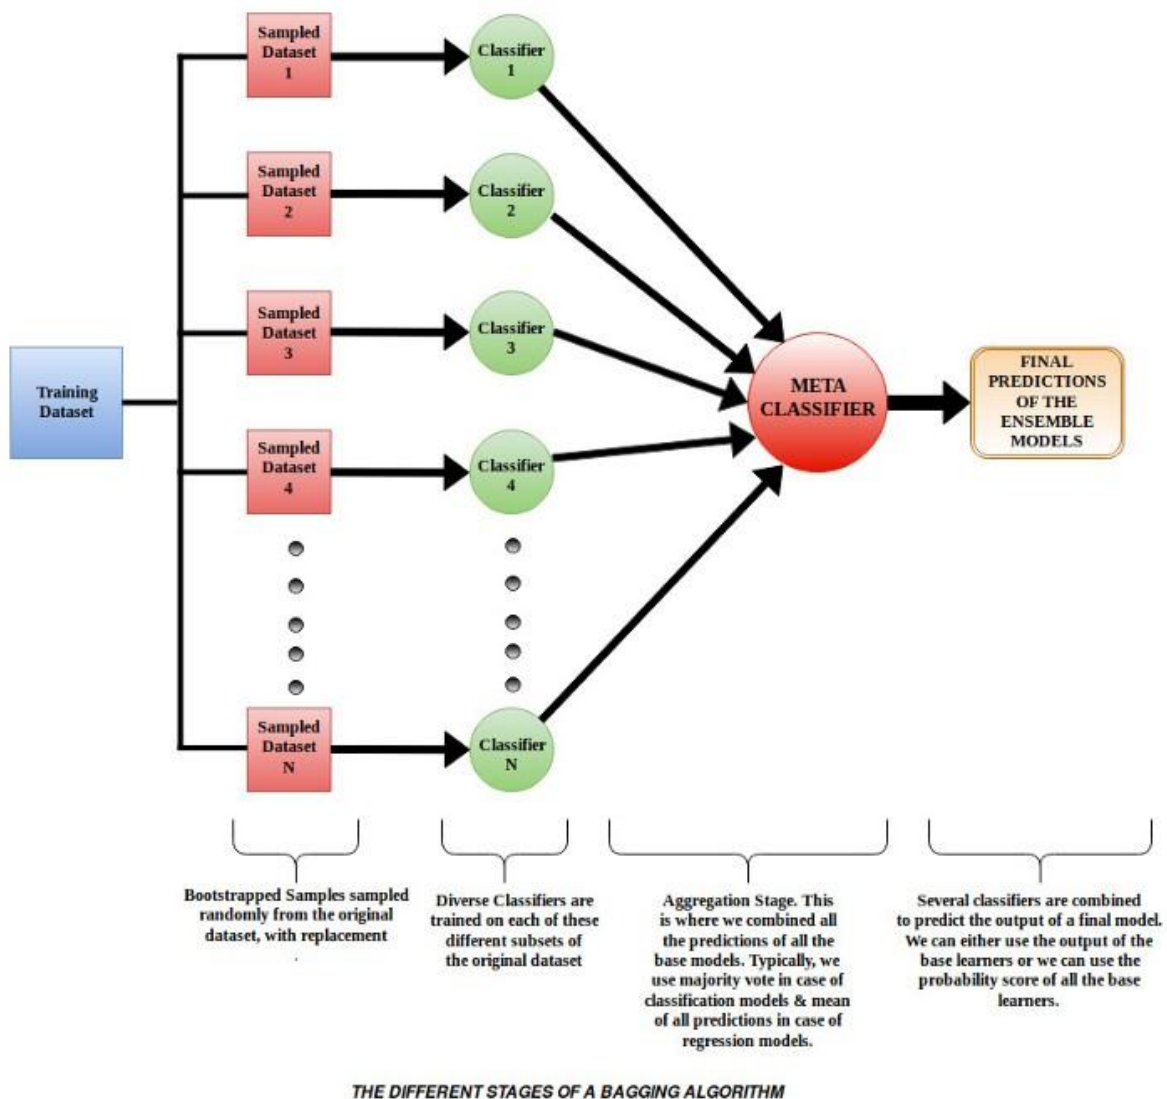 Sampled
Dataset
1
Classifier
1
Sampled
Dataset
2
Classifier
2
Sampled
Dataset
3
Classifier
3
Training
Dataset
META
CLASSIFIER
FINAL
PREDICTIONS
OF THE
ENSEMBLE
MODELS
Sampled
Dataset
4
Classifier
4
Sampled
Dataset
N
Classifier
N
Bootstrapped Samples sampled
randomly from the original
dataset, with replacement
.
Diverse Classifiers are
trained on each of these
different subsets of
the original dataset
Aggregation Stage. This
is where we combined all
the predictions of all the
base models. Typically, we
use majority vote in case of
classification models & mean
of all predictions in case of
regression models.
Several classifiers are combined
to predict the output of a final model.
We can either use the output of the
base learners or we can use the
probability score of all the base
learners.
THE DIFFERENT STAGES OF A BAGGING ALGORITHM